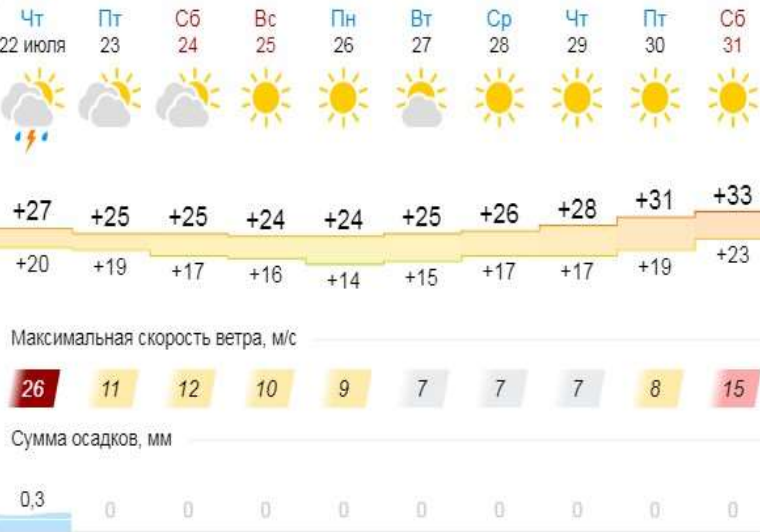 Чт Пт Сб Вс Пн Вт Ср Чт Пт Сб
22 июля 23 24 25 26 27 28 29 30 31
+27 +25 +25 +24 +24 +25 +26 +28 +31 +33
+20 +19 +17 +16 +14 +15 +17 +17 +19 +23
Максимальная скорость ветра, м/с
26 11 12 10 9 7 7 7 8 15
Сумма осадков, мм
0,3 0 0 0 0 0 0 0 0 0